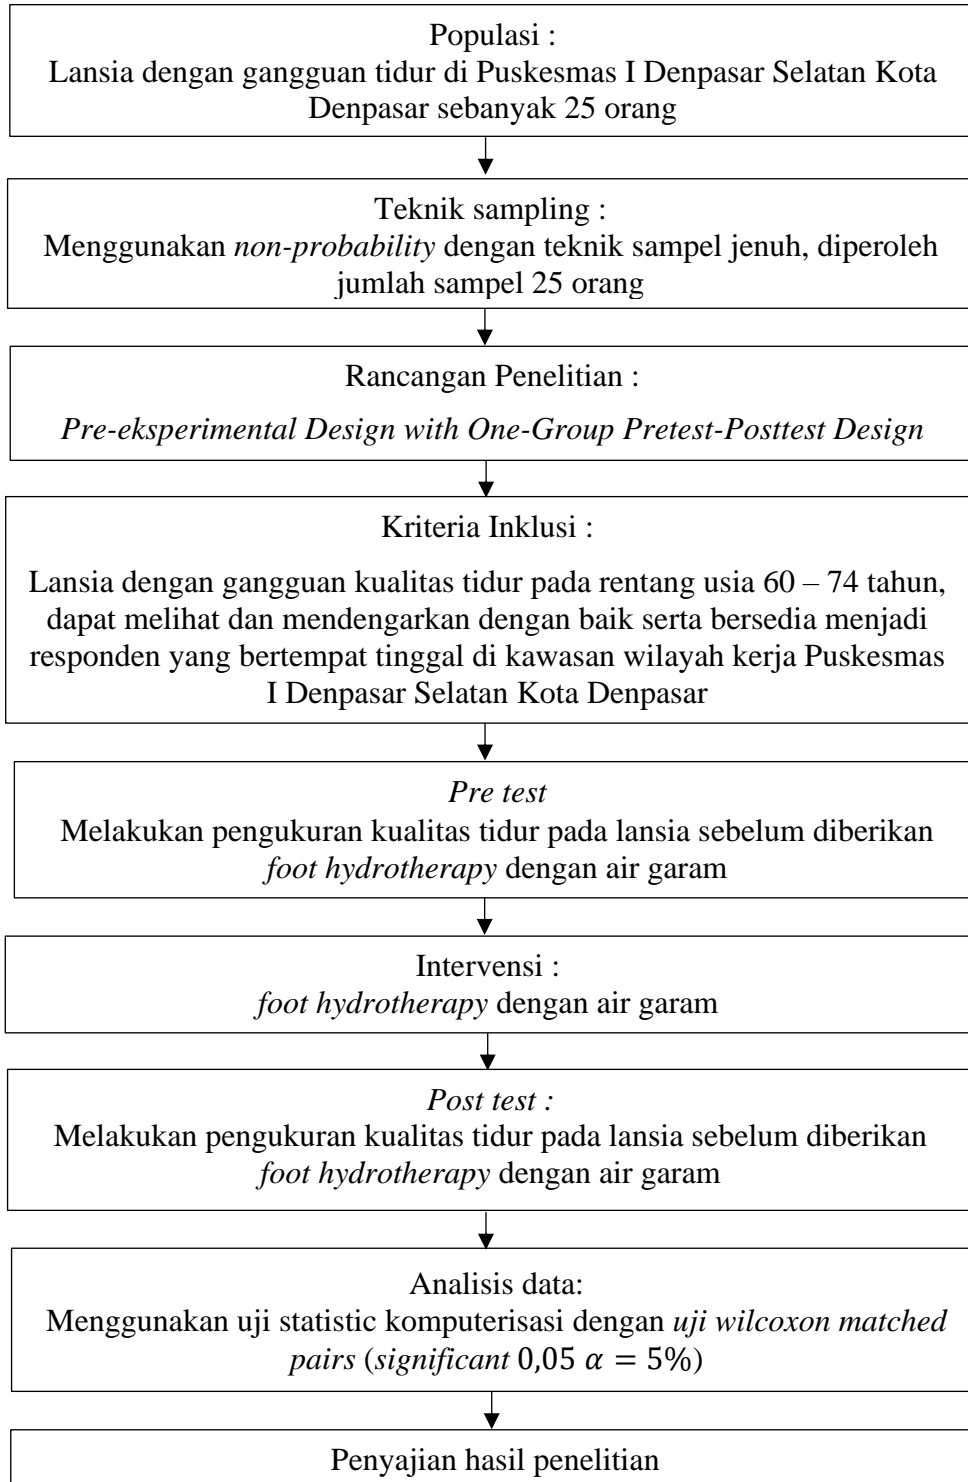 Populasi :
Lansia dengan gangguan tidur di Puskesmas I Denpasar Selatan Kota
Denpasar sebanyak 25 orang
Teknik sampling :
Menggunakan non-probability dengan teknik sampel jenuh, diperoleh
jumlah sampel 25 orang
Rancangan Penelitian :
Pre-eksperimental Design with One-Group Pretest-Posttest Design
Kriteria Inklusi :
Lansia dengan gangguan kualitas tidur pada rentang usia 60 – 74 tahun,
dapat melihat dan mendengarkan dengan baik serta bersedia menjadi
responden yang bertempat tinggal di kawasan wilayah kerja Puskesmas
I Denpasar Selatan Kota Denpasar
Pre test
Melakukan pengukuran kualitas tidur pada lansia sebelum diberikan
foot hydrotherapy dengan air garam
Intervensi :
foot hydrotherapy dengan air garam
Post test :
Melakukan pengukuran kualitas tidur pada lansia sebelum diberikan
foot hydrotherapy dengan air garam
Analisis data:
Menggunakan uji statistic komputerisasi dengan uji wilcoxon matched
pairs (significant 0,05 α = 5%)
Penyajian hasil penelitian